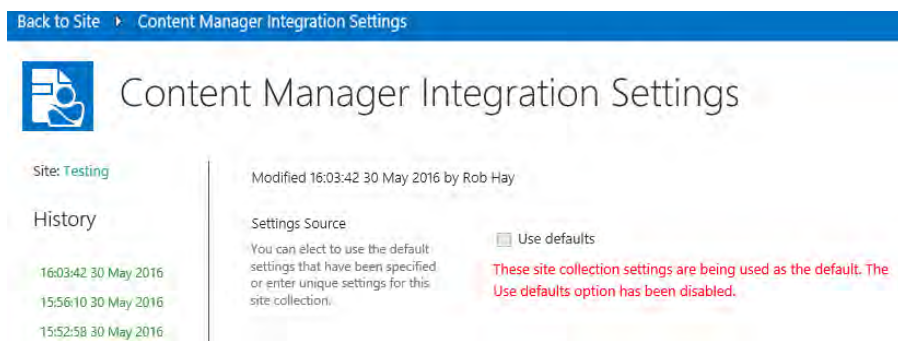 Back to Site ▸ Content Manager Integration Settings
Content Manager Integration Settings
Site: Testing
History
16:03:42 30 May 2016
15:56:10 30 May 2016
15:52:58 30 May 2016
Modified 16:03:42 30 May 2016 by Rob Hay
Settings Source
You can elect to use the default
settings that have been specified
or enter unique settings for this
site collection.
Use defaults
These site collection settings are being used as the default. The
Use defaults option has been disabled.